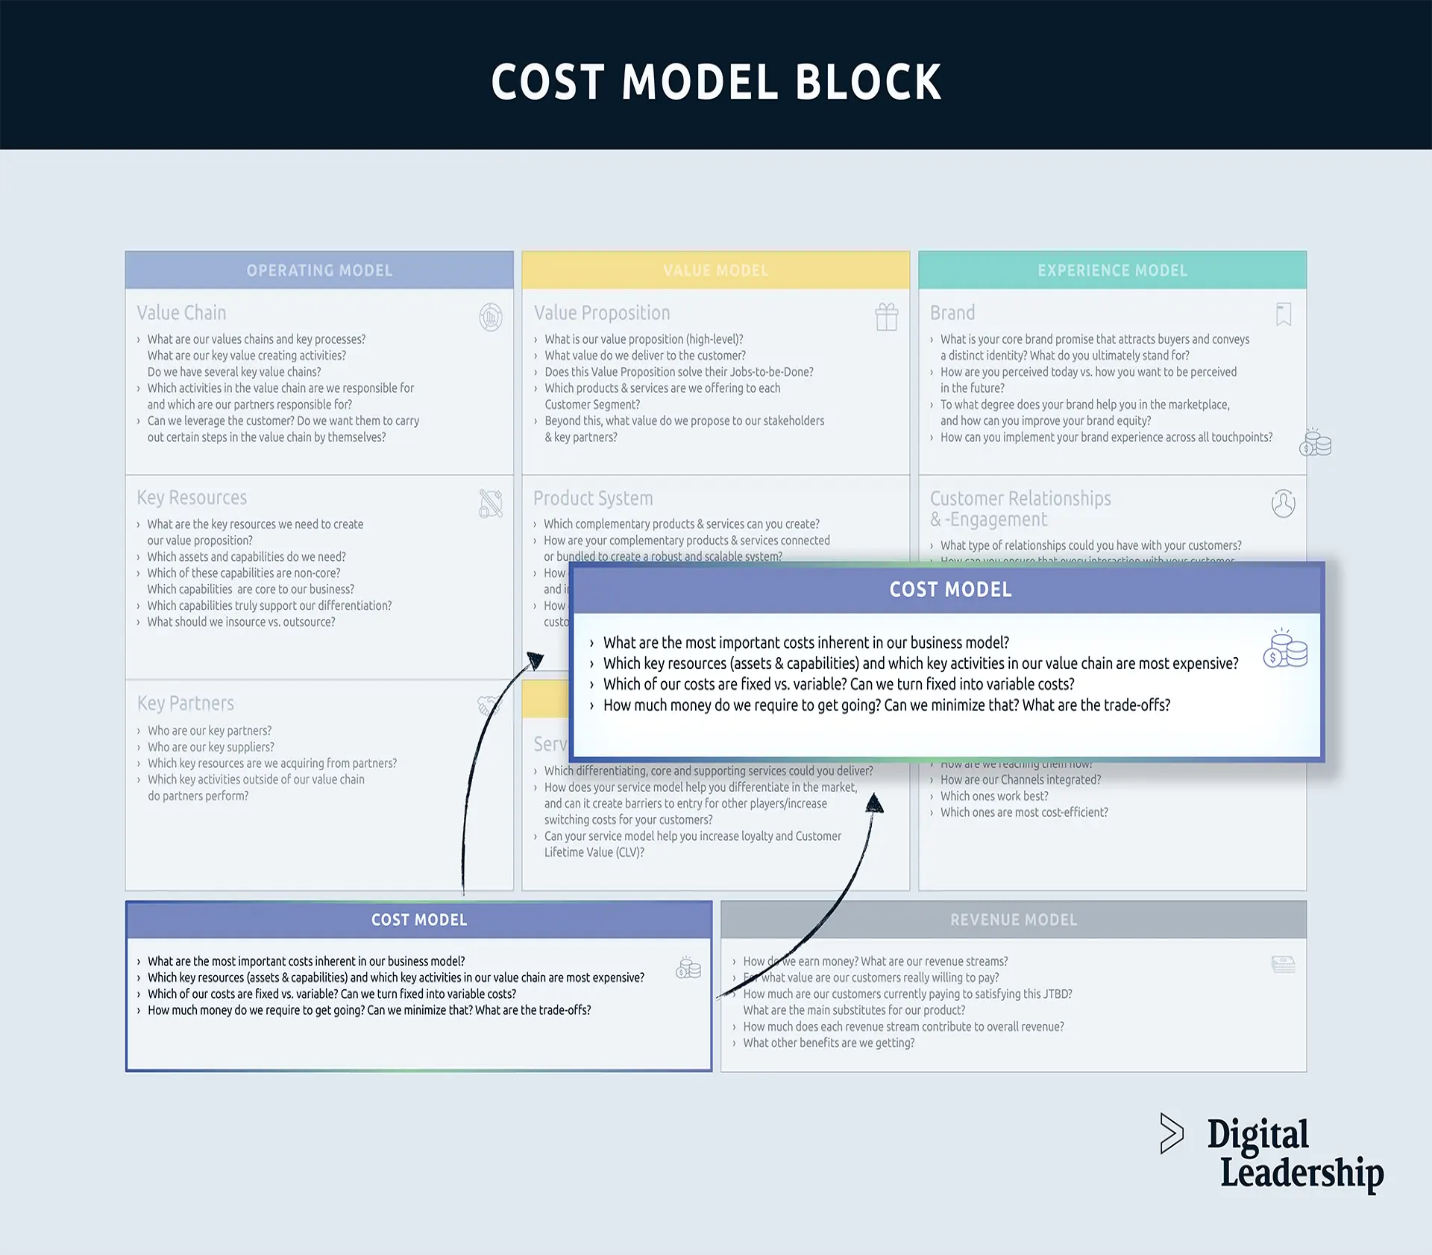 COST MODEL BLOCK
OPERATING MODEL
Value Chain
› What are our values chains and key processes?
What are our key value creating activities?
Do we have several key value chains?
› Which activities in the value chain are we responsible for
and which are our partners responsible for?
› Can we leverage the customer? Do we want them to carry
out certain steps in the value chain by themselves?
Key Resources
› What are the key resources we need to create
our value proposition?
› Which assets and capabilities do we need?
› Which of these capabilities are non-core?
Which capabilities are core to our business?
› Which capabilities truly support our differentiation?
› What should we insource vs. outsource?
Key Partners
› Who are our key partners?
› Who are our key suppliers?
› Which key resources are we acquiring from partners?
› Which key activities outside of our value chain
do partners perform?
VALUE MODEL
Value Proposition
› What is our value proposition (high-level)?
› What value do we deliver to the customer?
› Does this Value Proposition solve their Jobs-to-be-Done?
› Which products & services are we offering to each
Customer Segment?
› Beyond this, what value do we propose to our stakeholders
& key partners?
Product System
› Which complementary products & services can you create?
› How are your complementary products & services connected
or bundled to create a robust and scalable system?
› How
and in
› How
custo
Serv
› Which differentiating, core and supporting services could you deliver?
› How does your service model help you differentiate in the market,
and can it create barriers to entry for other players/increase
switching costs for your customers?
› Can your service model help you increase loyalty and Customer
Lifetime Value (CLV)?
EXPERIENCE MODEL
Brand
› What is your core brand promise that attracts buyers and conveys
a distinct identity? What do you ultimately stand for?
› How are you perceived today vs. how you want to be perceived
in the future?
› To what degree does your brand help you in the marketplace,
and how can you improve your brand equity?
› How can you implement your brand experience across all touchpoints?
Customer Relationships
& -Engagement
› What type of relationships could you have with your customers?
› How can you ensure that every interaction with your customer
COST MODEL
› What are the most important costs inherent in our business model?
› Which key resources (assets & capabilities) and which key activities in our value chain are most expensive?
› Which of our costs are fixed vs. variable? Can we turn fixed into variable costs?
› How much money do we require to get going? Can we minimize that? What are the trade-offs?
› How are we reaching them now?
› How are our Channels integrated?
› Which ones work best?
› Which ones are most cost-efficient?
COST MODEL
› What are the most important costs inherent in our business model?
› Which key resources (assets & capabilities) and which key activities in our value chain are most expensive?
› Which of our costs are fixed vs. variable? Can we turn fixed into variable costs?
› How much money do we require to get going? Can we minimize that? What are the trade-offs?
REVENUE MODEL
› How do we earn money? What are our revenue streams?
› For what value are our customers really willing to pay?
› How much are our customers currently paying to satisfying this JTBD?
What are the main substitutes for our product?
› How much does each revenue stream contribute to overall revenue?
› What other benefits are we getting?
Digital
Leadership